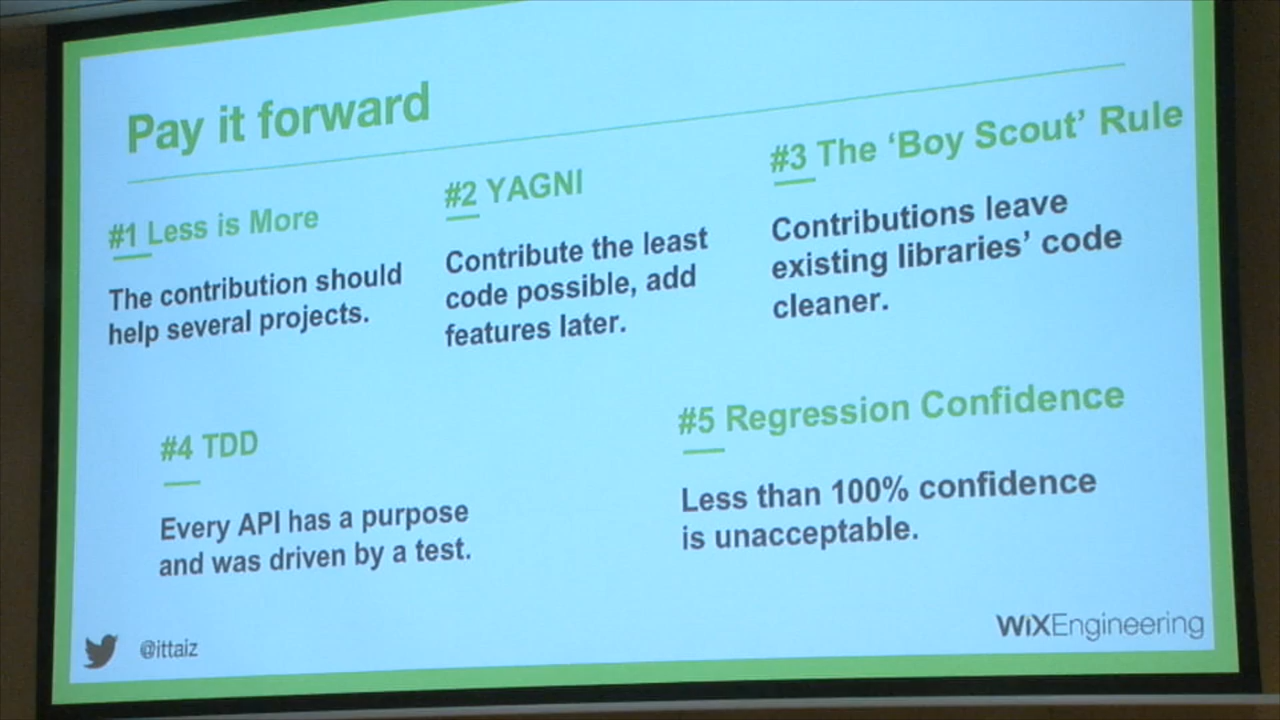 Pay it forward
#1 Less is More
The contribution should
help several projects.
#2 YAGNI
Contribute the least
code possible, add
features later.
#3 The ‘Boy Scout’ Rule
Contributions leave
existing libraries’ code
cleaner.
#4 TDD
Every API has a purpose
and was driven by a test.
#5 Regression Confidence
Less than 100% confidence
is unacceptable.
@ittaiz
WiXEngineering